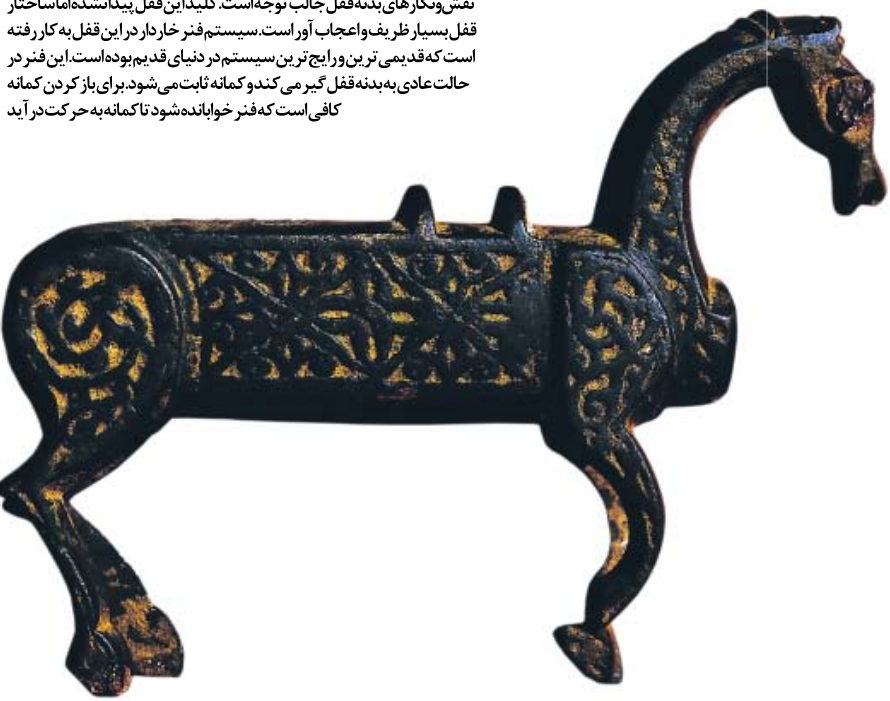 نقش‌ونگارهای بدنه قفل جالب توجه است. کلید این قفل پیدا نشده اما ساختار
قفل بسیار ظریف و اعجاب آور است. سیستم فنر خاردار در این قفل به کار رفته
است که قدیمی ترین و رایج ترین سیستم در دنیای قدیم بوده است. این فنر در
حالت عادی به بدنه قفل گیر می کند و کمانه ثابت می شود. برای باز کردن کمانه
کافی است که فنر خوابانده شود تا کمانه به حرکت در آید